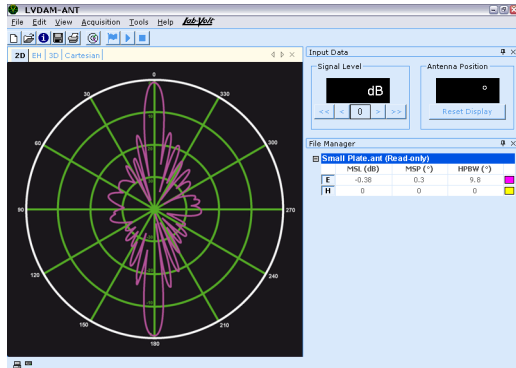 LVDAM-ANT
File Edit View Acquisition Tools Help Lab-Volt
2D EH 3D Cartesian
0
30
60
90
120
150
180
210
240
270
Input Data
Signal Level
dB
<< < 0 > >>
Antenna Position
°
Reset Display
File Manager
Small Plate.ant (Read-only)
MSL (dB) MSP (°) HPBW (°)
E -0.38 0.3 9.8
H 0 0 0